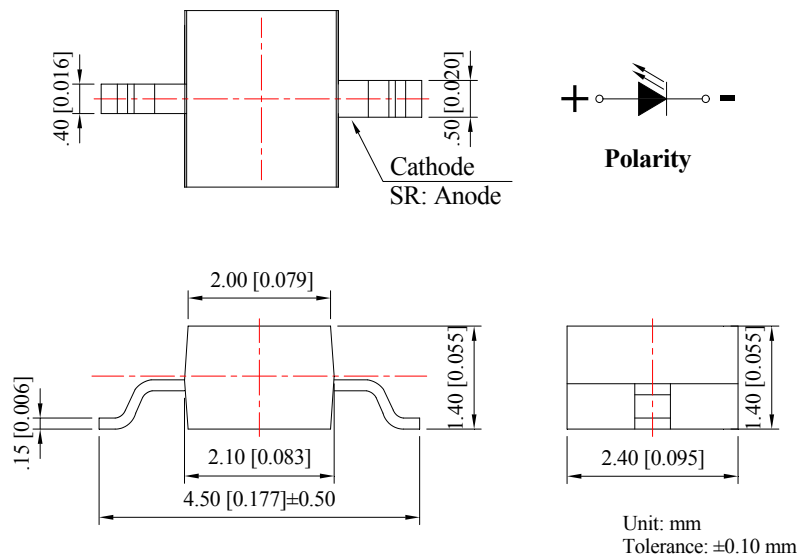 .40 [0.016]
.50 [0.020]
Cathode
SR: Anode
+
-
Polarity
2.00 [0.079]
1.40 [0.055]
1.40 [0.055]
.15 [0.006]
2.10 [0.083]
4.50 [0.177]±0.50
2.40 [0.095]
Unit: mm
Tolerance: ±0.10 mm